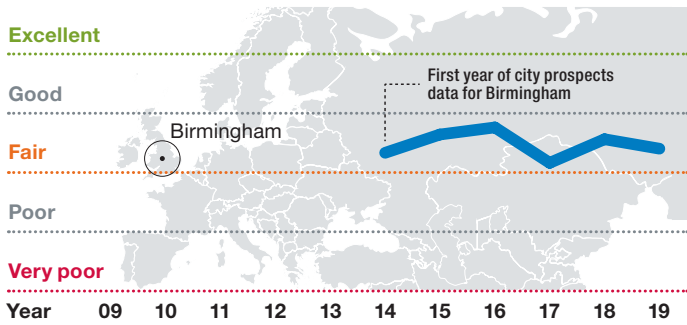 Excellent
Good
First year of city prospects
data for Birmingham
Birmingham
Fair
Poor
Very poor
Year 09 10 11 12 13 14 15 16 17 18 19